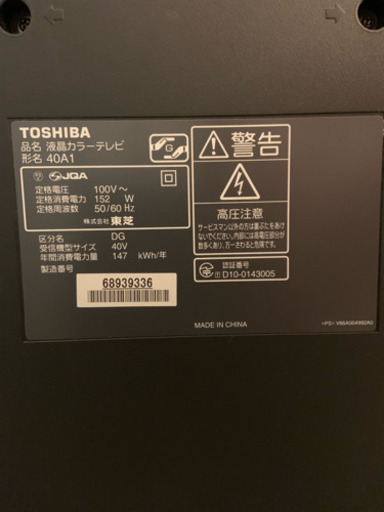 TOSHIBA
品名 液晶カラーテレビ
形名 40A1
G
JQA
定格電圧 100V～
定格消費電力 152 W
定格周波数 50/60 Hz
株式会社 東芝
区分名 DG
受信機型サイズ 40V
年間消費電力量 147 kWh/年
製造番号
68939336
警告
高圧注意
サービスマン以外の方は裏ぶたをあけ
ないでください。内部には高電圧部分が
数多くあり、万一さわると危険です。
認証番号
D10-0143005
MADE IN CHINA